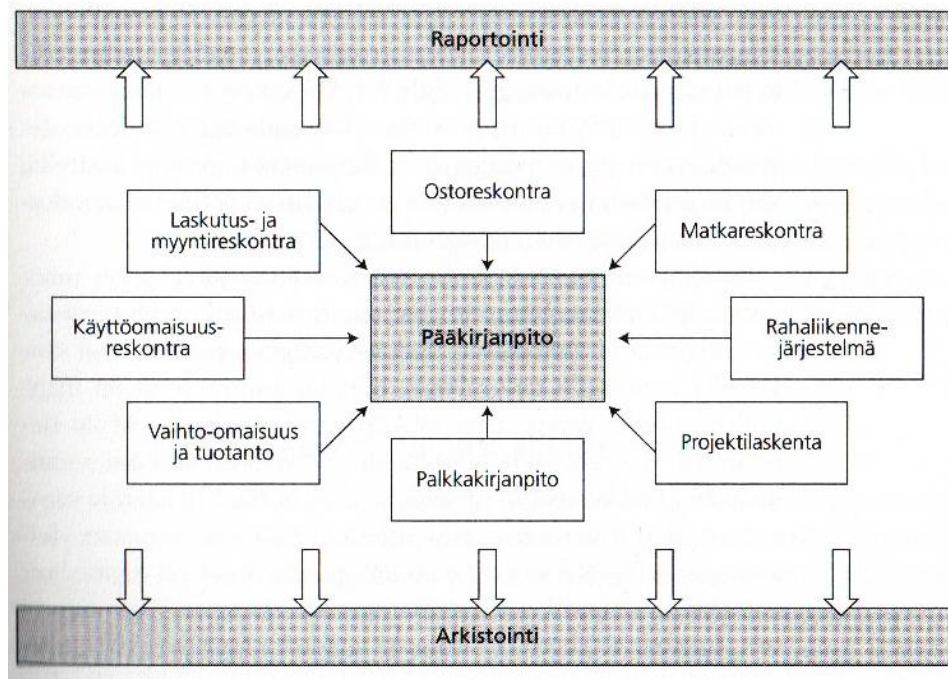 Raportointi
Ostoreskontra
Laskutus- ja
myyntireskontra
Matkareskontra
Käyttöomaisuus-
reskontra
Pääkirjanpito
Rahaliikenne-
järjestelmä
Vaihto-omaisuus
ja tuotanto
Palkkakirjanpito
Projektilaskenta
Arkistointi